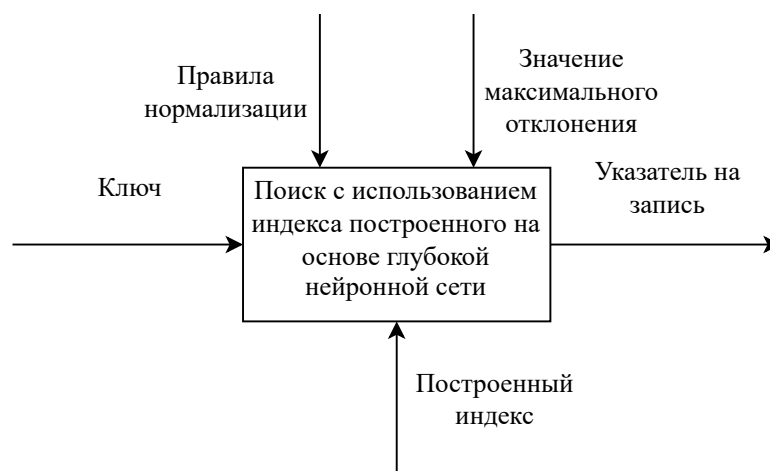 Правила
нормализации
Значение
максимального
отклонения
Ключ
Поиск с использованием
индекса построенного на
основе глубокой
нейронной сети
Указатель на
запись
Построенный
индекс